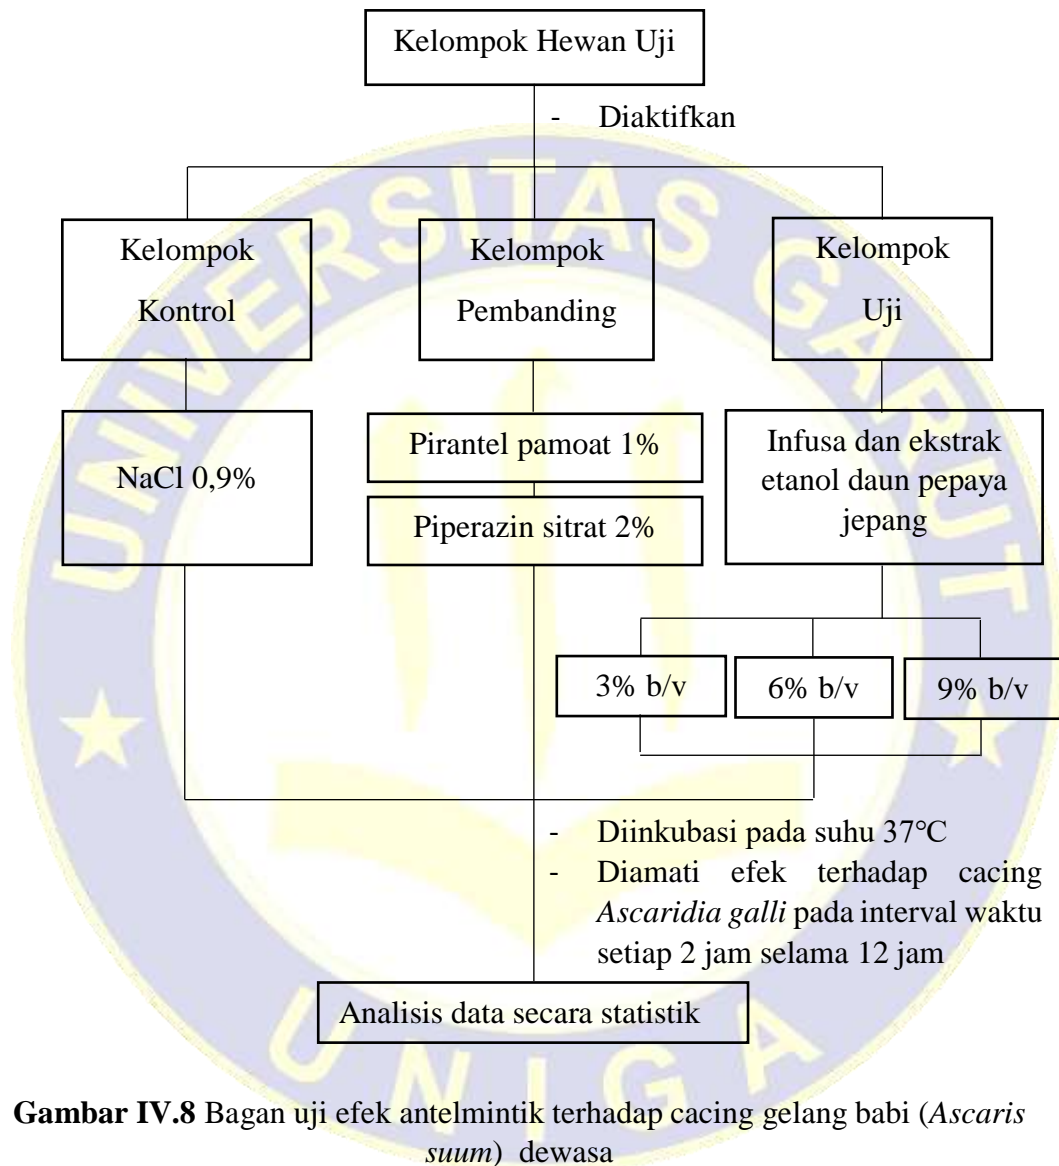 Kelompok Hewan Uji
- Diaktifkan
Kelompok
Kontrol
Kelompok
Pembanding
Kelompok
Uji
NaCl 0,9%
Pirantel pamoat 1%
Piperazin sitrat 2%
Infusa dan ekstrak
etanol daun pepaya
jepang
3% b/v
6% b/v
9% b/v
- Diinkubasi pada suhu 37°C
- Diamati efek terhadap cacing
Ascaridia galli pada interval waktu
setiap 2 jam selama 12 jam
Analisis data secara statistik
Gambar IV.8 Bagan uji efek antelmintik terhadap cacing gelang babi (Ascaris
suum) dewasa
UNIVERSITAS GARUT
UNIGA